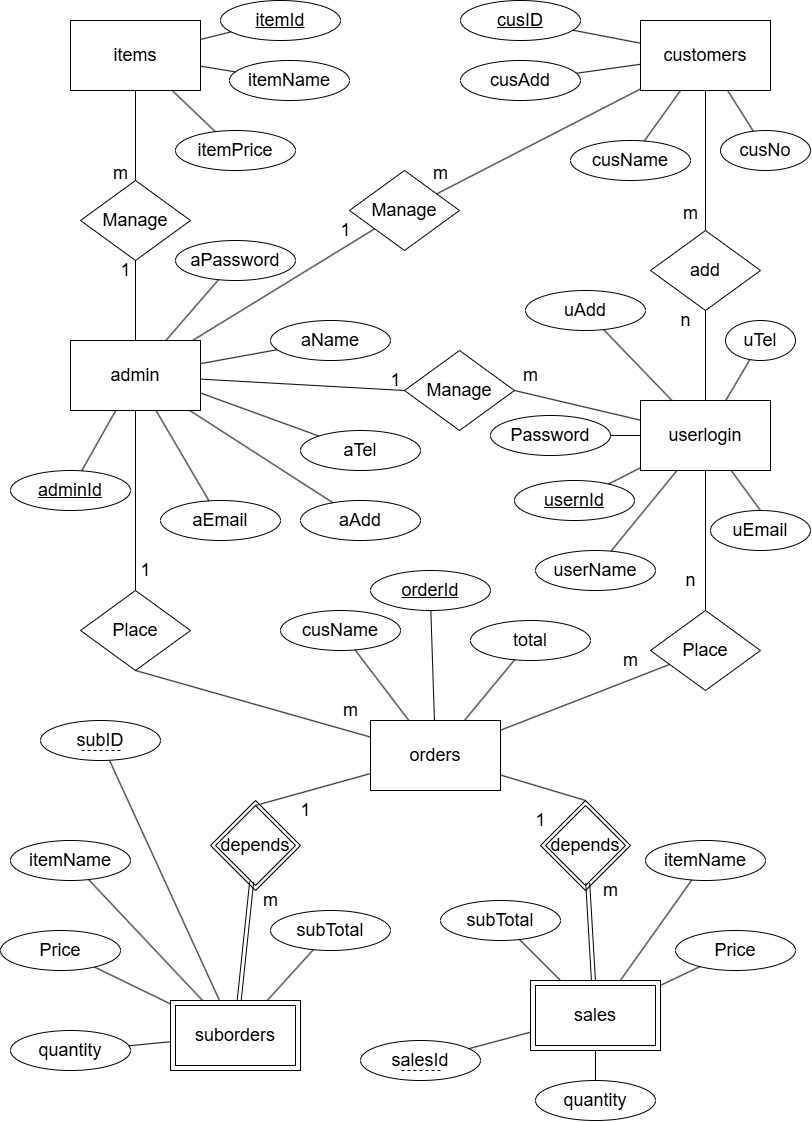 itemId
cusID
items
customers
itemName
cusAdd
itemPrice
cusName
cusNo
m
m
Manage
Manage
m
1
1
aPassword
add
uAdd
n
aName
uTel
admin
1
Manage
m
Password
userlogin
aTel
adminId
usernId
aEmail
aAdd
uEmail
1
userName
n
orderId
Place
cusName
total
Place
m
m
subID
orders
1
1
depends
depends
itemName
itemName
m
m
subTotal
subTotal
Price
Price
suborders
sales
quantity
salesId
quantity